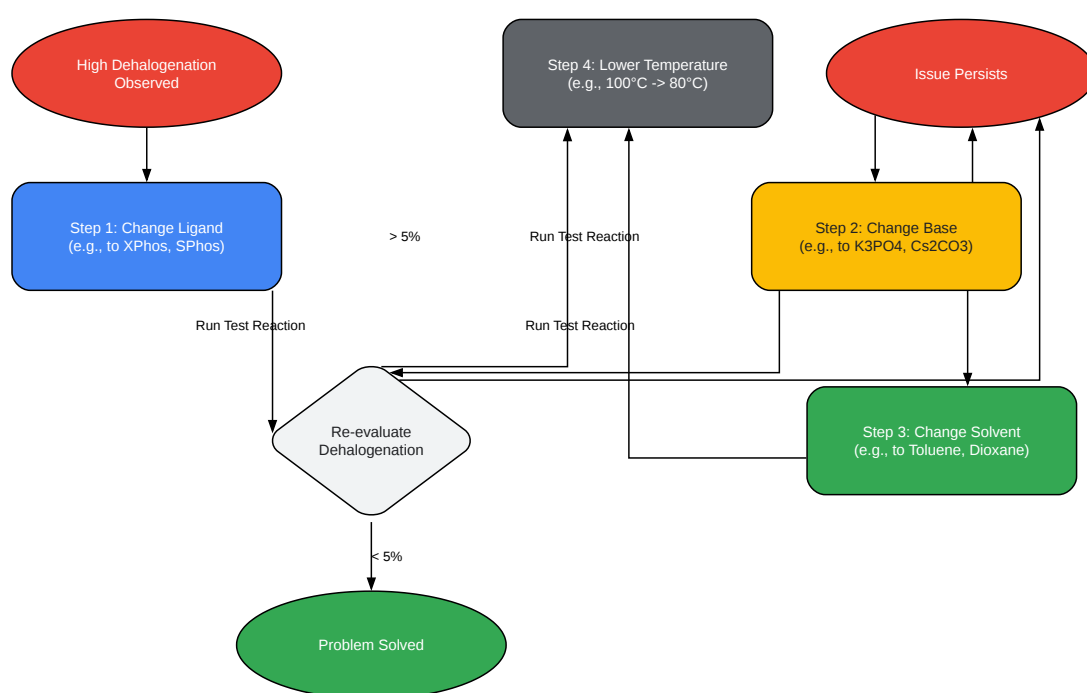 High Dehalogenation
Observed
Step 4: Lower Temperature
(e.g., 100°C -> 80°C)
Issue Persists
Step 1: Change Ligand
(e.g., to XPhos, SPhos)
> 5%
Run Test Reaction
Step 2: Change Base
(e.g., to K3PO4, Cs2CO3)
Run Test Reaction
Run Test Reaction
Re-evaluate
Dehalogenation
Step 3: Change Solvent
(e.g., to Toluene, Dioxane)
< 5%
Problem Solved